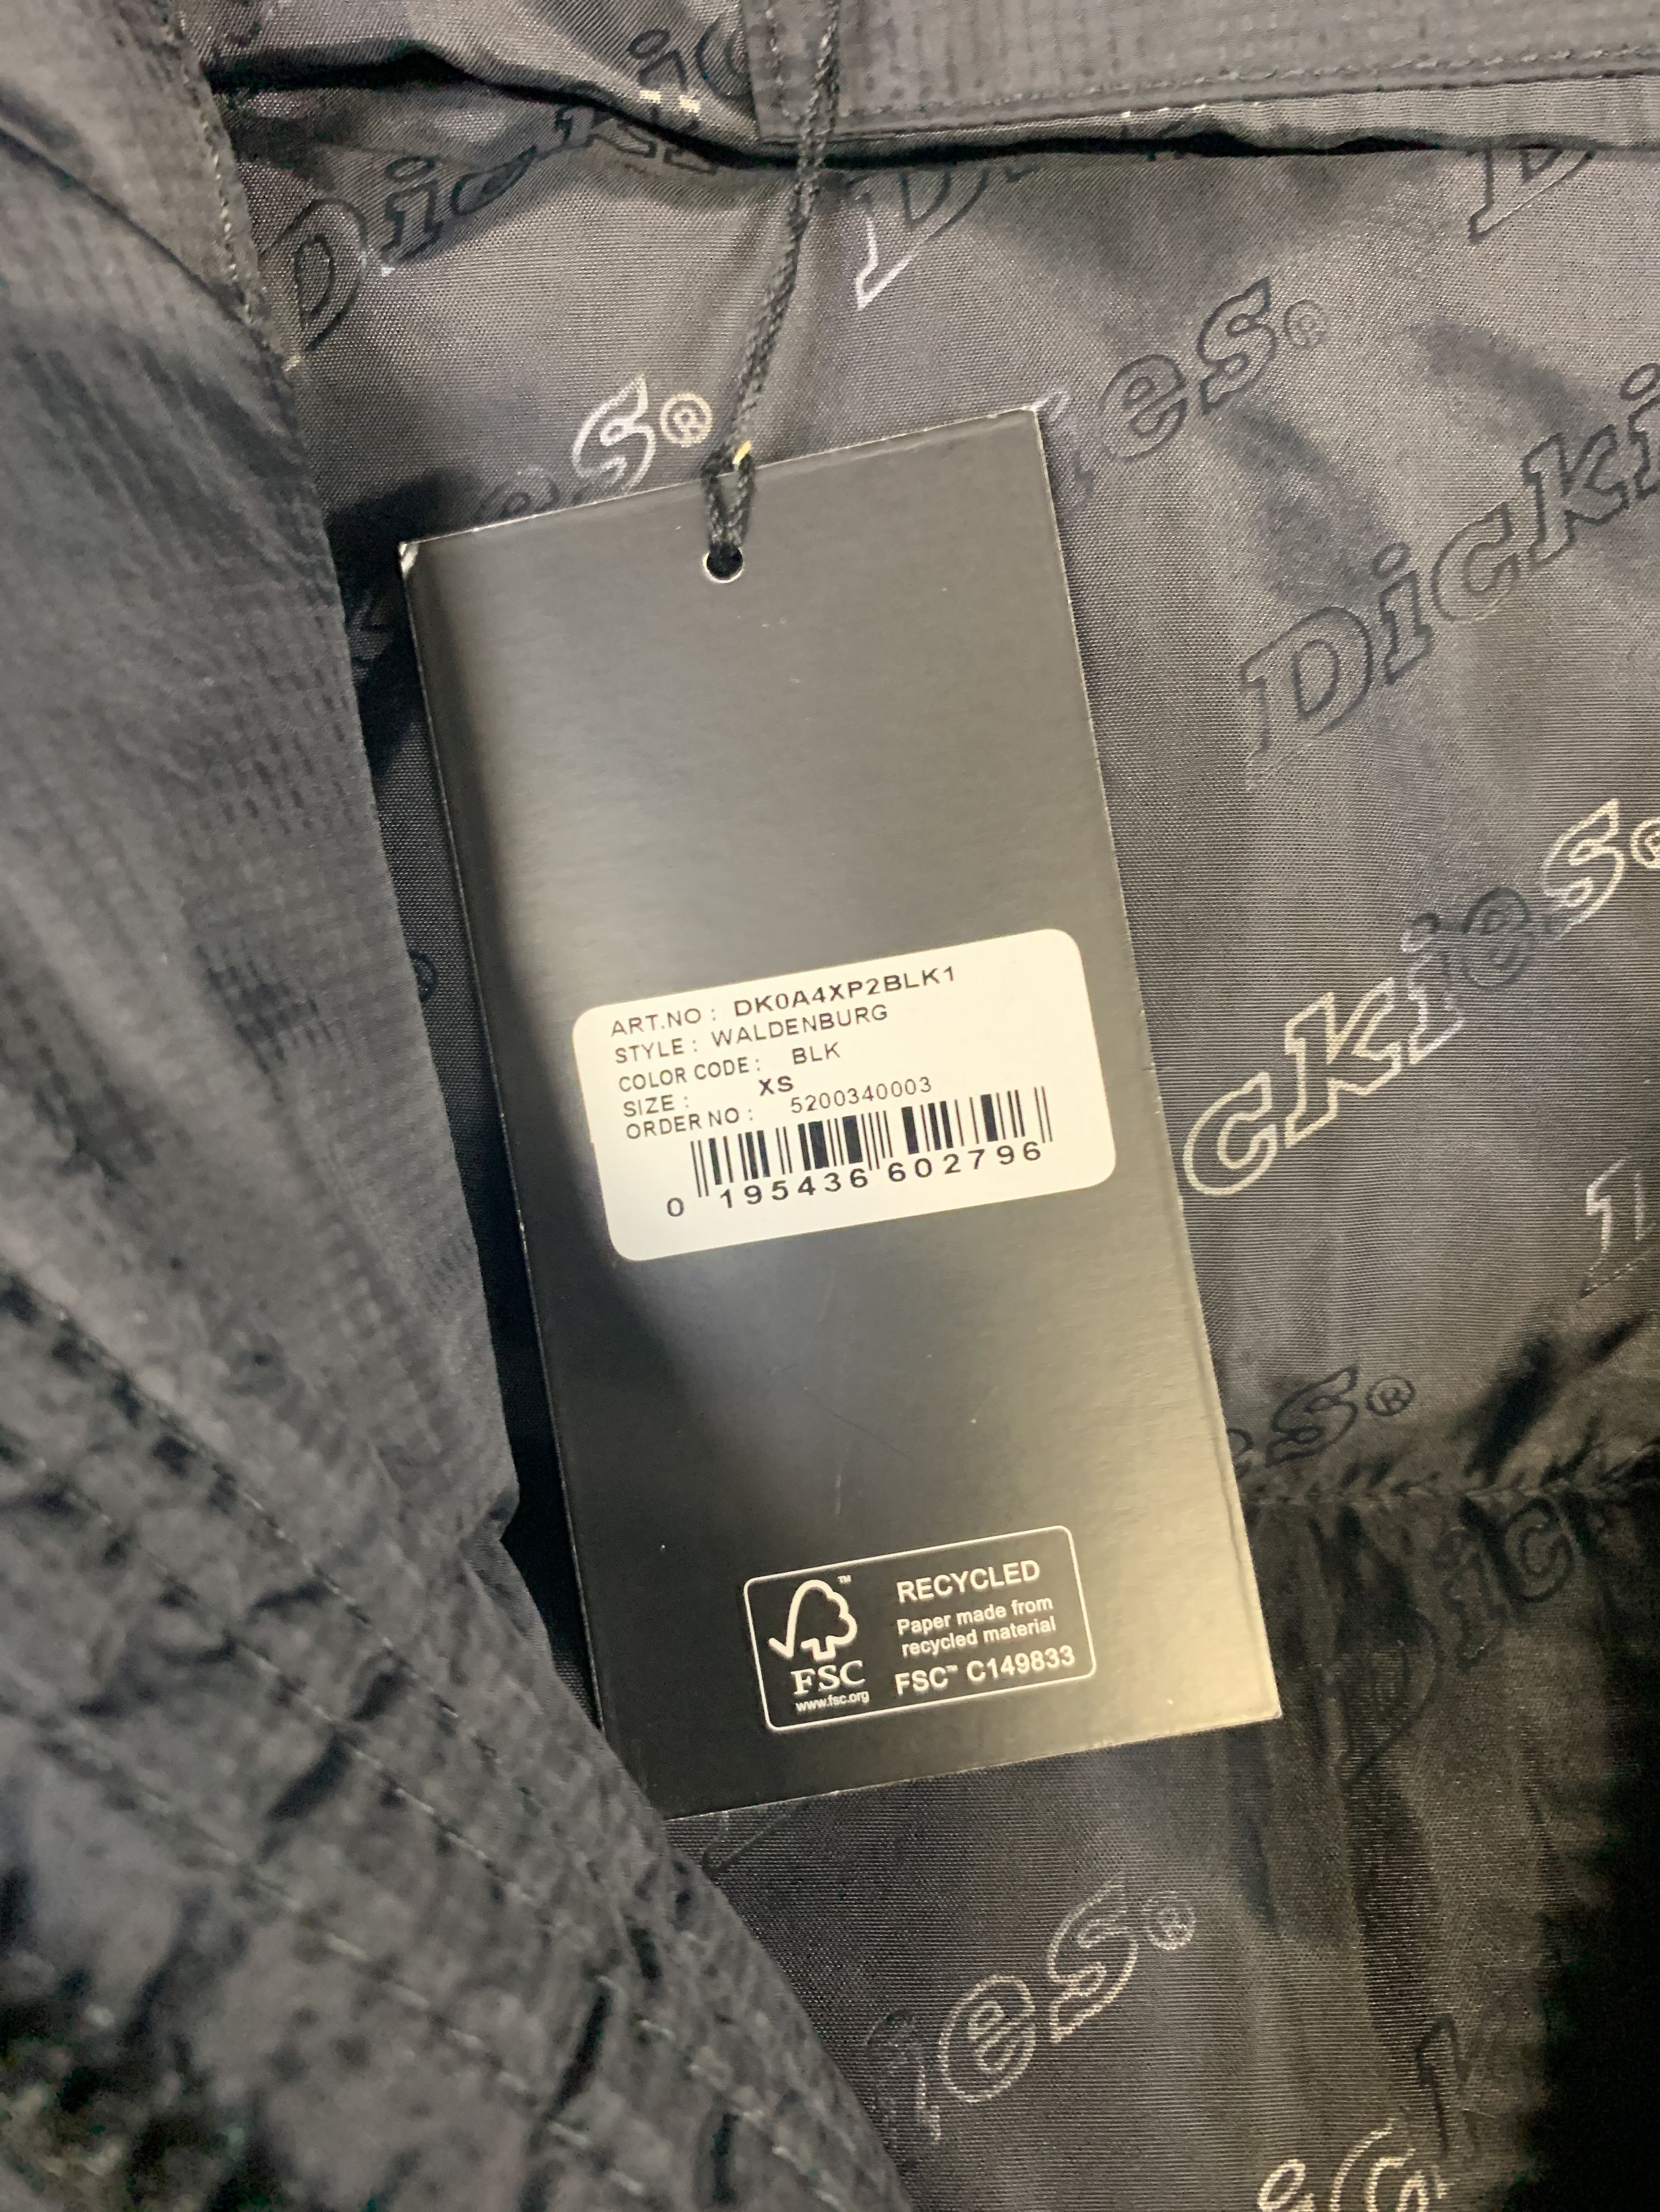 Dickies
Dickies®
ART.NO : DK0A4XP2BLK1
STYLE : WALDENBURG
COLOR CODE : BLK
SIZE : XS
ORDER NO : 5200340003
0 195436 602796
RECYCLED
Paper made from
recycled material
FSC™ C149833
FSC
www.fsc.org